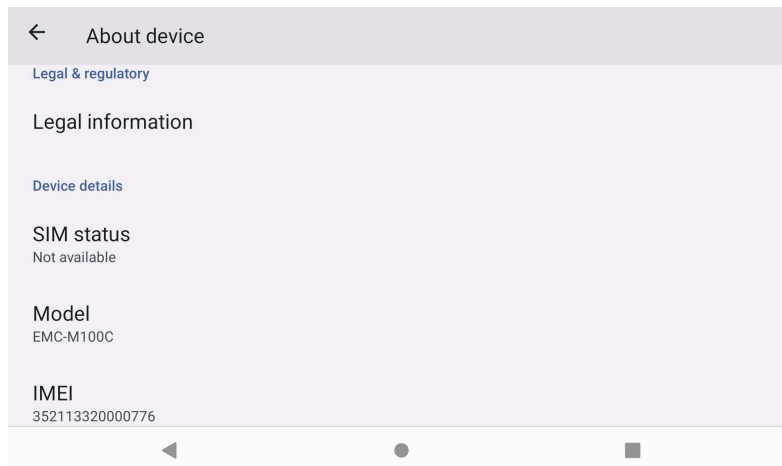 About device
Legal & regulatory
Legal information
Device details
SIM status
Not available
Model
EMC-M100C
IMEI
352113320000776